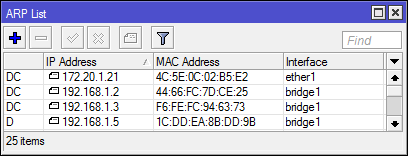 ARP List
Find
IP Address MAC Address Interface
DC 172.20.1.21 4C:5E:0C:02:B5:E2 ether1
DC 192.168.1.2 44:66:FC:7D:CE:25 bridge1
DC 192.168.1.3 F6:FE:FC:94:63:73 bridge1
D 192.168.1.5 1C:DD:EA:8B:DD:9B bridge1
25 items